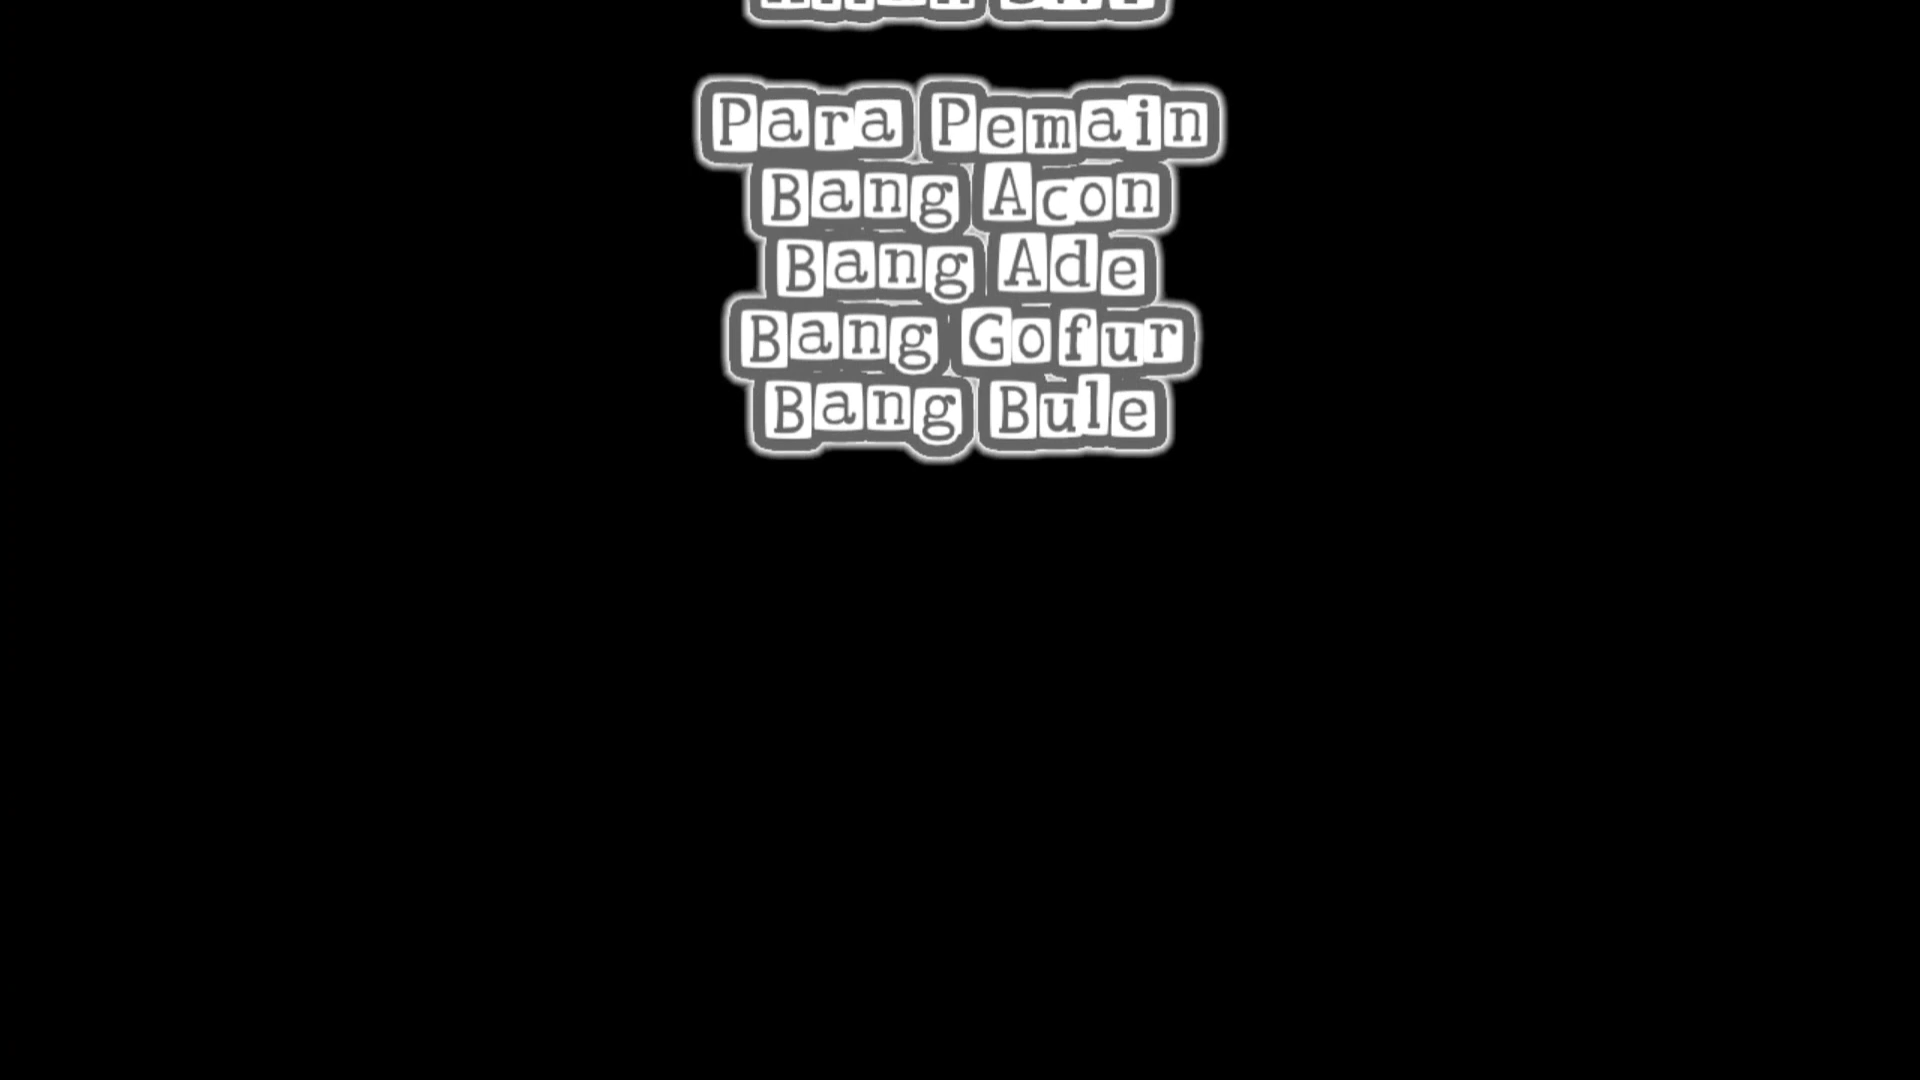 Para Pemain
Bang Acon
Bang Ade
Bang Gofur
Bang Bule